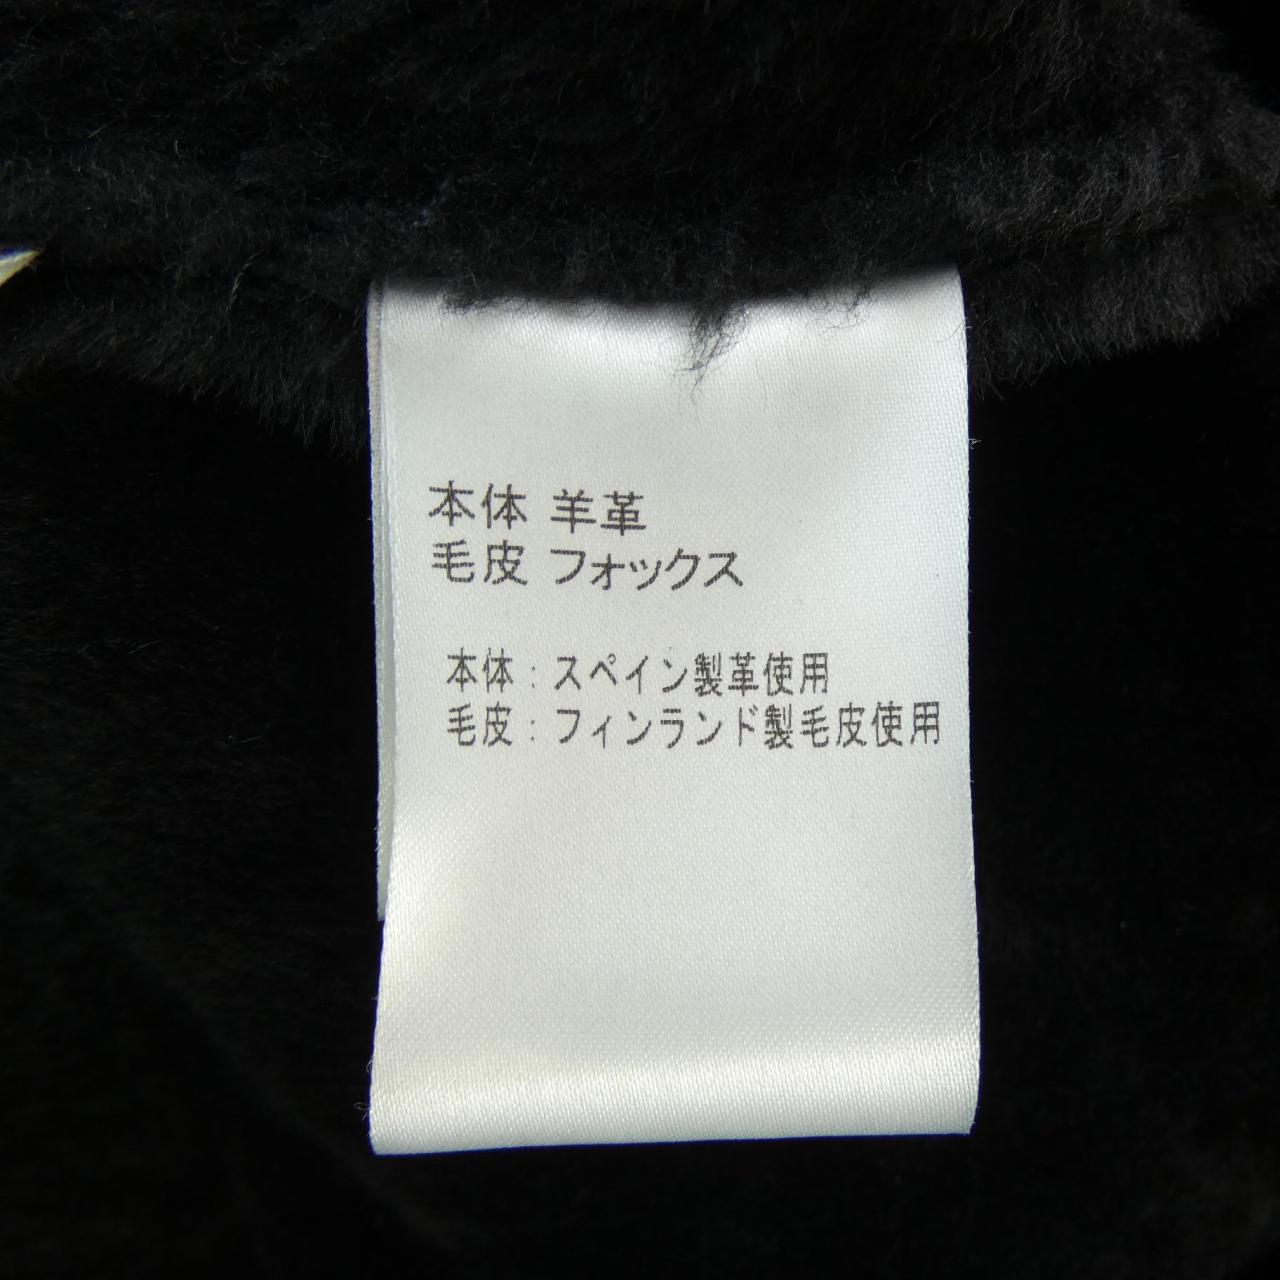 本体 羊革
毛皮 フォックス
本体：スペイン製革使用
毛皮：フィンランド製毛皮使用